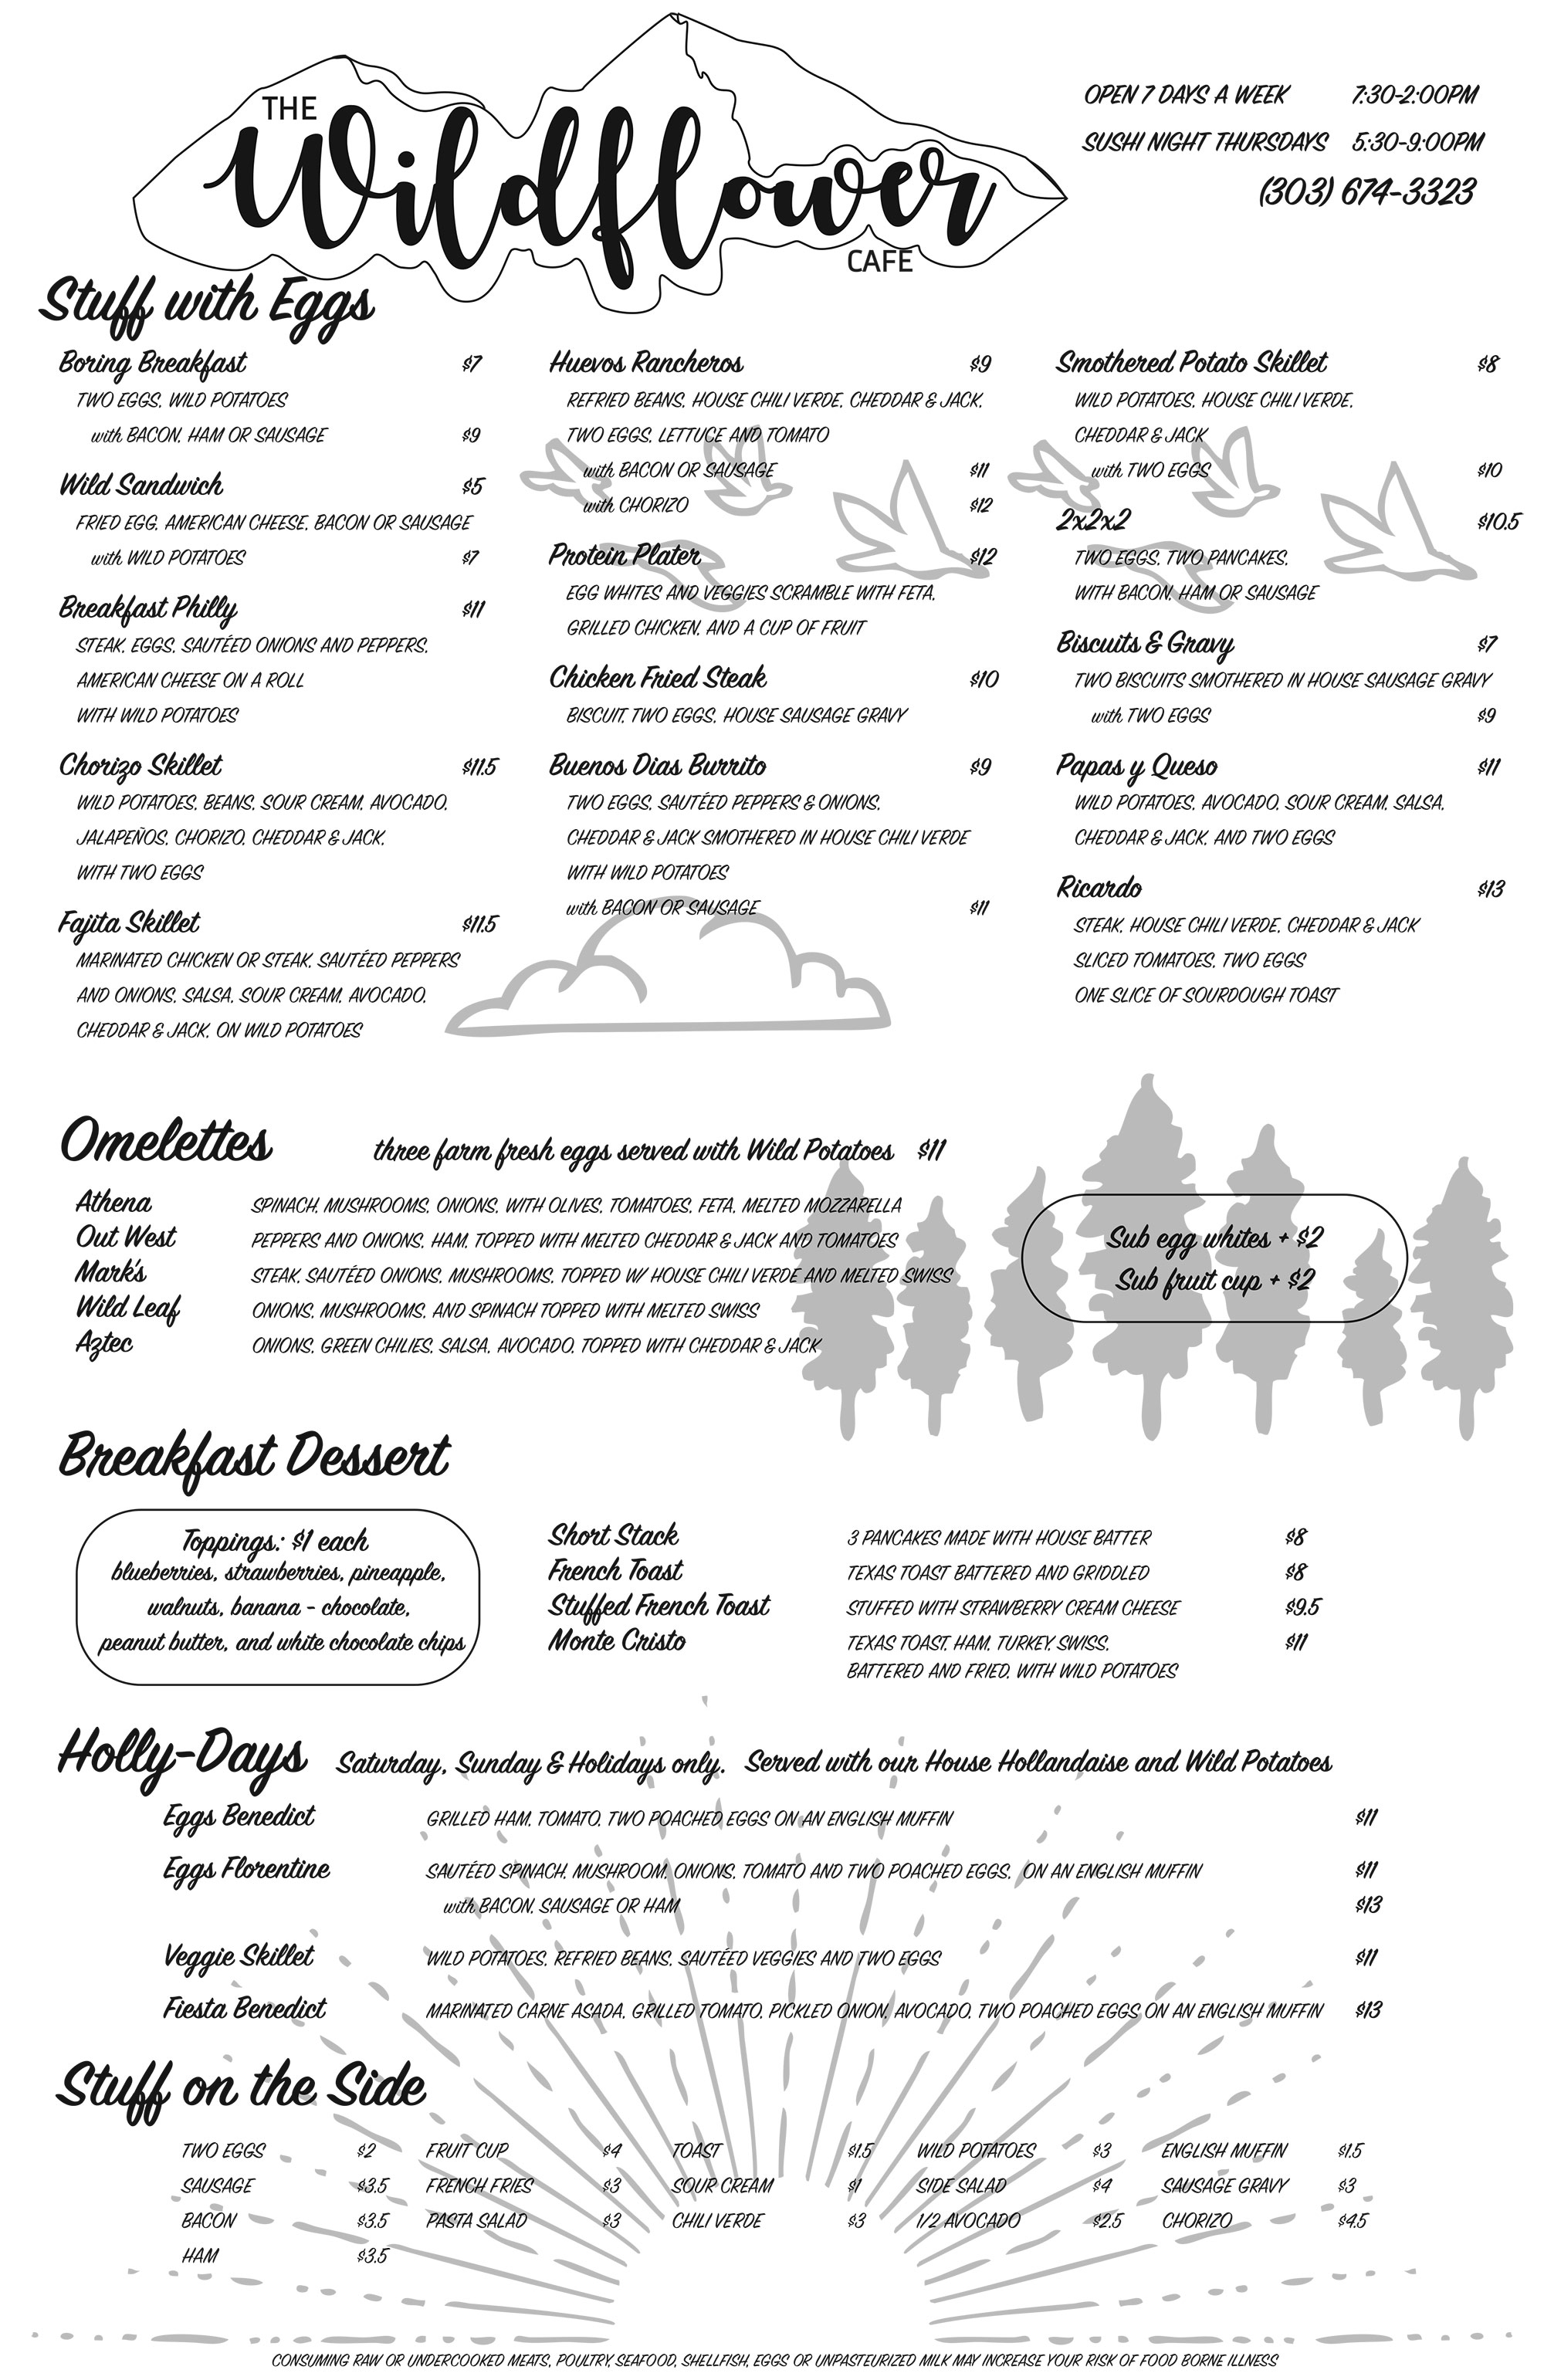 THE
Wildflower
CAFE
OPEN 7 DAYS A WEEK 7:30-2:00PM
SUSHI NIGHT THURSDAYS 5:30-9:00PM
(303) 674-3323
Stuff with Eggs
Boring Breakfast $7
TWO EGGS, WILD POTATOES
with BACON, HAM OR SAUSAGE $9
Wild Sandwich $5
FRIED EGG, AMERICAN CHEESE, BACON OR SAUSAGE
with WILD POTATOES $7
Breakfast Philly $11
STEAK, EGGS, SAUTÉED ONIONS AND PEPPERS,
AMERICAN CHEESE ON A ROLL
WITH WILD POTATOES
Chorizo Skillet $11.5
WILD POTATOES, BEANS, SOUR CREAM, AVOCADO,
JALAPEÑOS, CHORIZO, CHEDDAR & JACK,
WITH TWO EGGS
Fajita Skillet $11.5
MARINATED CHICKEN OR STEAK, SAUTÉED PEPPERS
AND ONIONS, SALSA, SOUR CREAM, AVOCADO,
CHEDDAR & JACK, ON WILD POTATOES
Huevos Rancheros $9
REFRIED BEANS, HOUSE CHILI VERDE, CHEDDAR & JACK,
TWO EGGS, LETTUCE AND TOMATO
with BACON OR SAUSAGE $11
with CHORIZO $12
Protein Plater $12
EGG WHITES AND VEGGIES SCRAMBLE WITH FETA,
GRILLED CHICKEN, AND A CUP OF FRUIT
Chicken Fried Steak $10
BISCUIT, TWO EGGS, HOUSE SAUSAGE GRAVY
Buenos Dias Burrito $9
TWO EGGS, SAUTÉED PEPPERS & ONIONS,
CHEDDAR & JACK SMOTHERED IN HOUSE CHILI VERDE
WITH WILD POTATOES
with BACON OR SAUSAGE $11
Smothered Potato Skillet $8
WILD POTATOES, HOUSE CHILI VERDE,
CHEDDAR & JACK
with TWO EGGS $10
2x2x2 $10.5
TWO EGGS, TWO PANCAKES,
WITH BACON, HAM OR SAUSAGE
Biscuits & Gravy $7
TWO BISCUITS SMOTHERED IN HOUSE SAUSAGE GRAVY
with TWO EGGS $9
Papas y Queso $11
WILD POTATOES, AVOCADO, SOUR CREAM, SALSA,
CHEDDAR & JACK, AND TWO EGGS
Ricardo $13
STEAK, HOUSE CHILI VERDE, CHEDDAR & JACK
SLICED TOMATOES, TWO EGGS
ONE SLICE OF SOURDOUGH TOAST
Omelettes three farm fresh eggs served with Wild Potatoes $11
Athena SPINACH, MUSHROOMS, ONIONS, WITH OLIVES, TOMATOES, FETA, MELTED MOZZARELLA
Out West PEPPERS AND ONIONS, HAM, TOPPED WITH MELTED CHEDDAR & JACK AND TOMATOES
Mark's STEAK, SAUTÉED ONIONS, MUSHROOMS, TOPPED W/ HOUSE CHILI VERDE AND MELTED SWISS
Wild Leaf ONIONS, MUSHROOMS, AND SPINACH TOPPED WITH MELTED SWISS
Aztec ONIONS, GREEN CHILIES, SALSA, AVOCADO, TOPPED WITH CHEDDAR & JACK
Sub egg whites + $2
Sub fruit cup + $2
Breakfast Dessert
Toppings: $1 each
blueberries, strawberries, pineapple,
walnuts, banana - chocolate,
peanut butter, and white chocolate chips
Short Stack 3 PANCAKES MADE WITH HOUSE BATTER $8
French Toast TEXAS TOAST BATTERED AND GRIDDLED $8
Stuffed French Toast STUFFED WITH STRAWBERRY CREAM CHEESE $9.5
Monte Cristo TEXAS TOAST, HAM, TURKEY, SWISS, $11
BATTERED AND FRIED, WITH WILD POTATOES
Holly-Days Saturday, Sunday & Holidays only. Served with our House Hollandaise and Wild Potatoes
Eggs Benedict GRILLED HAM, TOMATO, TWO POACHED EGGS ON AN ENGLISH MUFFIN $11
Eggs Florentine SAUTÉED SPINACH, MUSHROOM, ONIONS, TOMATO AND TWO POACHED EGGS, ON AN ENGLISH MUFFIN $11
with BACON, SAUSAGE OR HAM $13
Veggie Skillet WILD POTATOES, REFRIED BEANS, SAUTÉED VEGGIES AND TWO EGGS $11
Fiesta Benedict MARINATED CARNE ASADA, GRILLED TOMATO, PICKLED ONION, AVOCADO, TWO POACHED EGGS ON AN ENGLISH MUFFIN $13
Stuff on the Side
TWO EGGS $2 FRUIT CUP $4 TOAST $1.5 WILD POTATOES $3 ENGLISH MUFFIN $1.5
SAUSAGE $3.5 FRENCH FRIES $3 SOUR CREAM $1 SIDE SALAD $4 SAUSAGE GRAVY $3
BACON $3.5 PASTA SALAD $3 CHILI VERDE $3 1/2 AVOCADO $2.5 CHORIZO $4.5
HAM $3.5
CONSUMING RAW OR UNDERCOOKED MEATS, POULTRY, SEAFOOD, SHELLFISH, EGGS OR UNPASTEURIZED MILK MAY INCREASE YOUR RISK OF FOOD BORNE ILLNESS